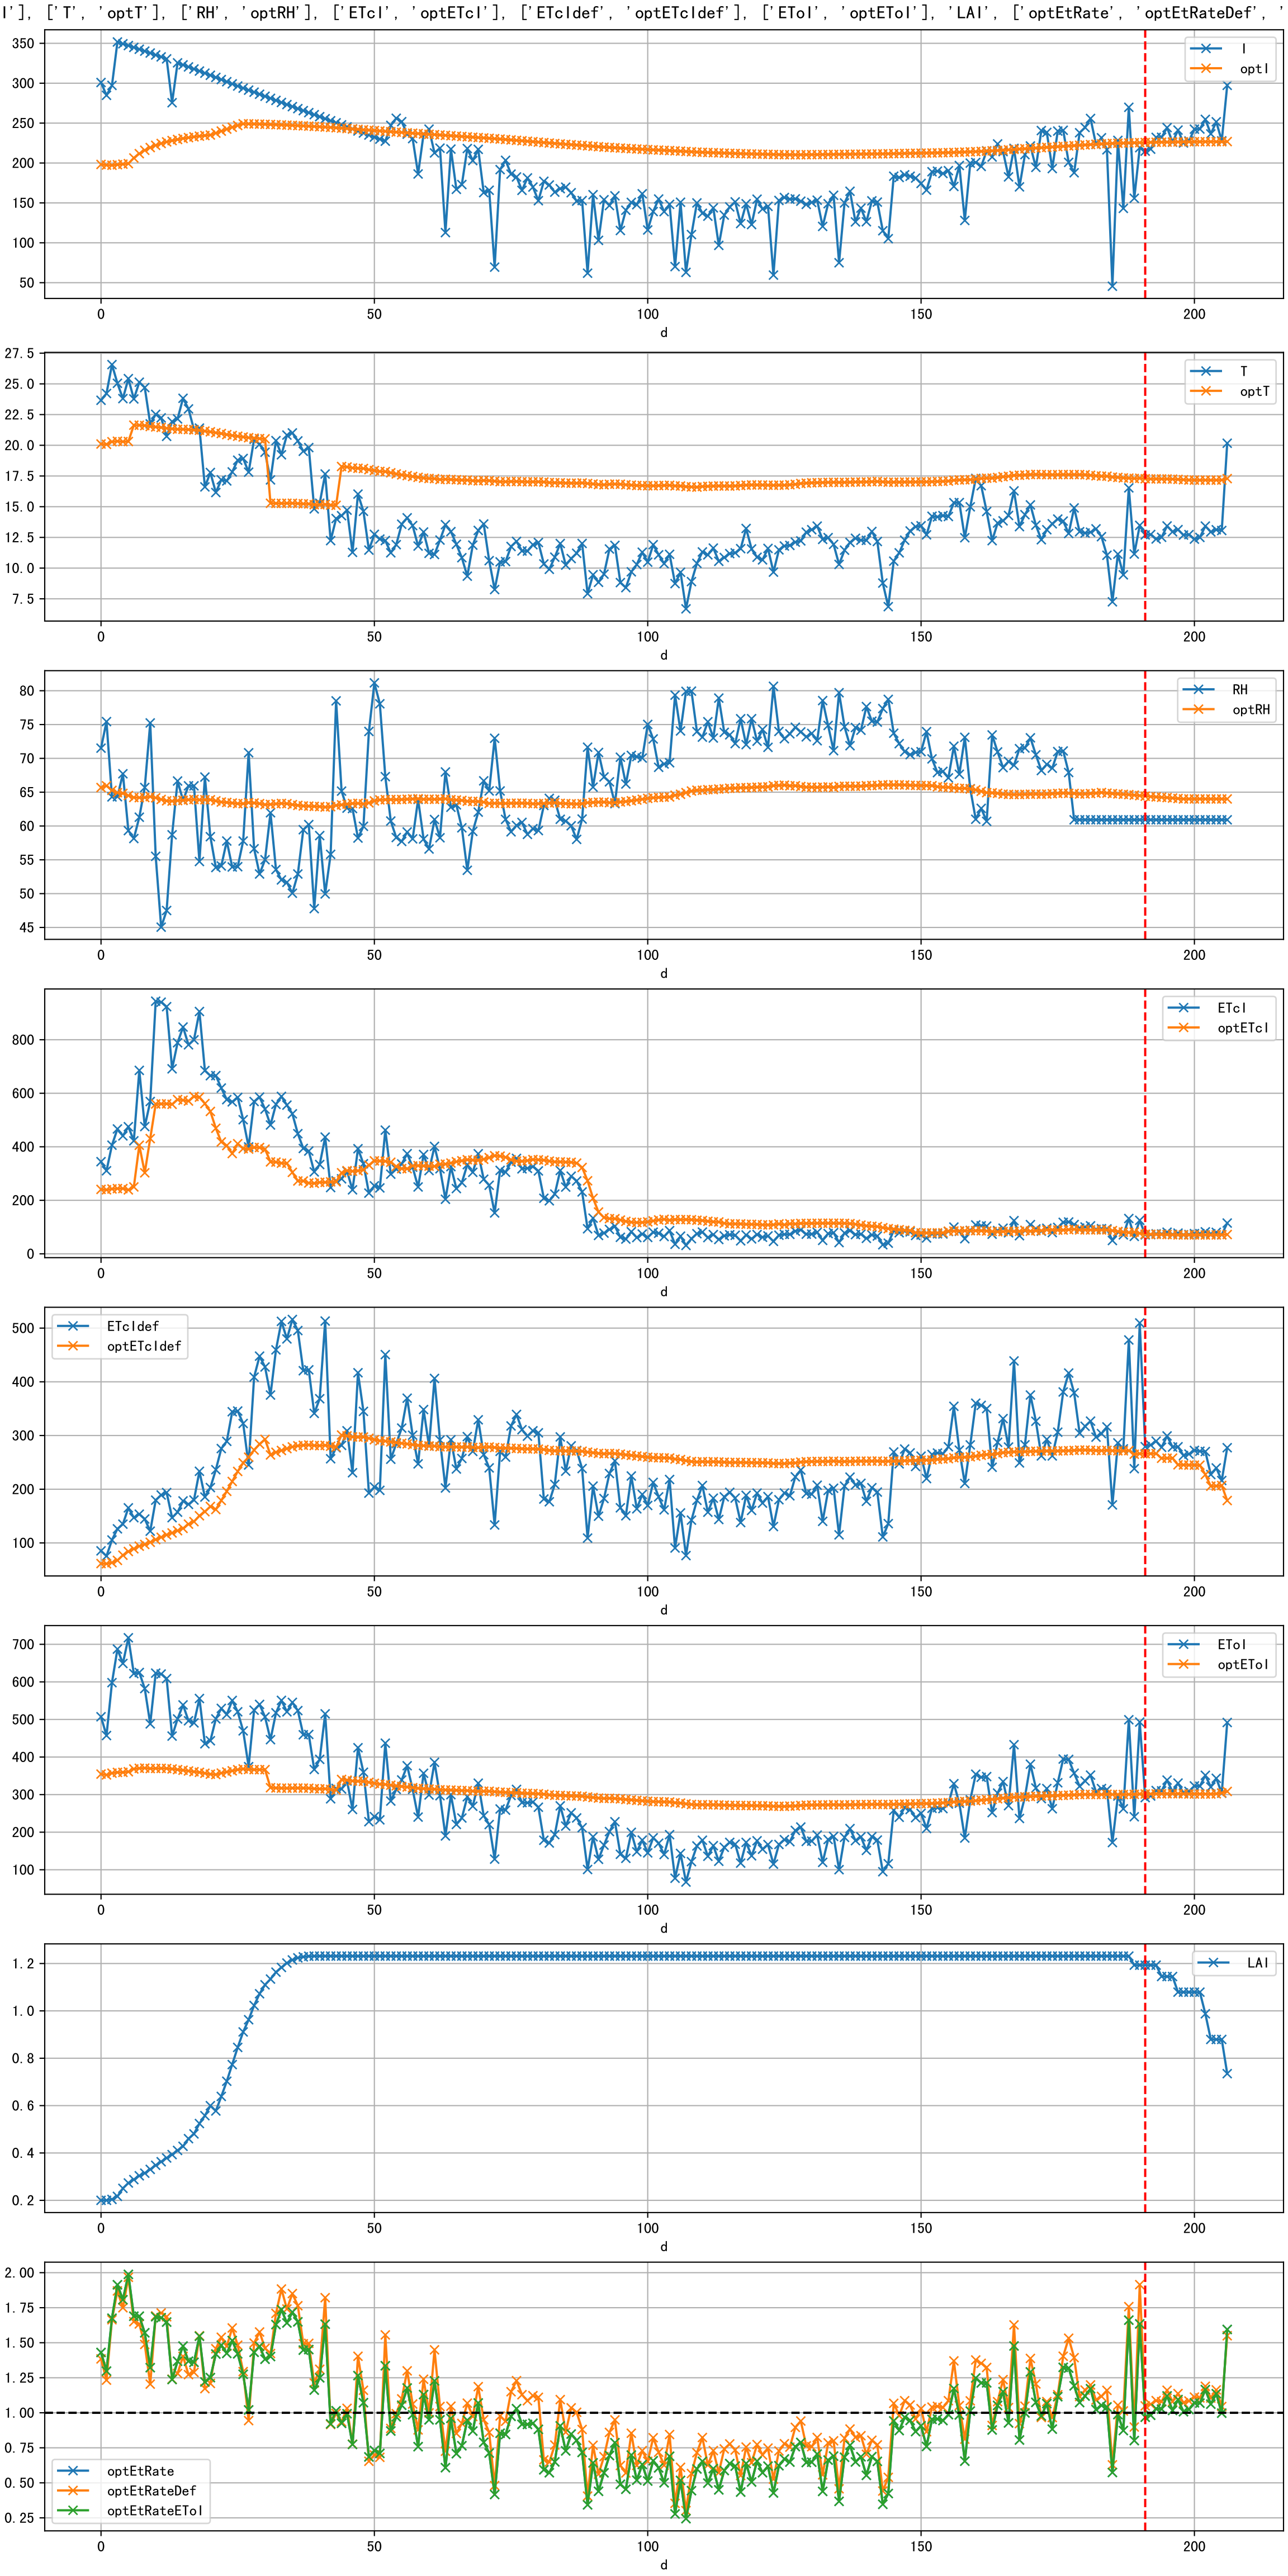 I'], ['T', 'optT'], ['RH', 'optRH'], ['ETcI', 'optETcI'], ['ETcIdef', 'optETcIdef'], ['EToI', 'optEToI'], 'LAI', ['optEtRate', 'optEtRateDef', '
350
300
250
200
150
100
50
I
optI
0 50 100 150 200
d
27.5
25.0
22.5
20.0
17.5
15.0
12.5
10.0
7.5
T
optT
0 50 100 150 200
d
80
75
70
65
60
55
50
45
RH
optRH
0 50 100 150 200
d
800
600
400
200
0
ETcI
optETcI
0 50 100 150 200
d
500
400
300
200
100
ETcIdef
optETcIdef
0 50 100 150 200
d
700
600
500
400
300
200
100
EToI
optEToI
0 50 100 150 200
d
1.2
1.0
0.8
0.6
0.4
0.2
LAI
0 50 100 150 200
d
2.00
1.75
1.50
1.25
1.00
0.75
0.50
0.25
optEtRate
optEtRateDef
optEtRateEToI
0 50 100 150 200
d